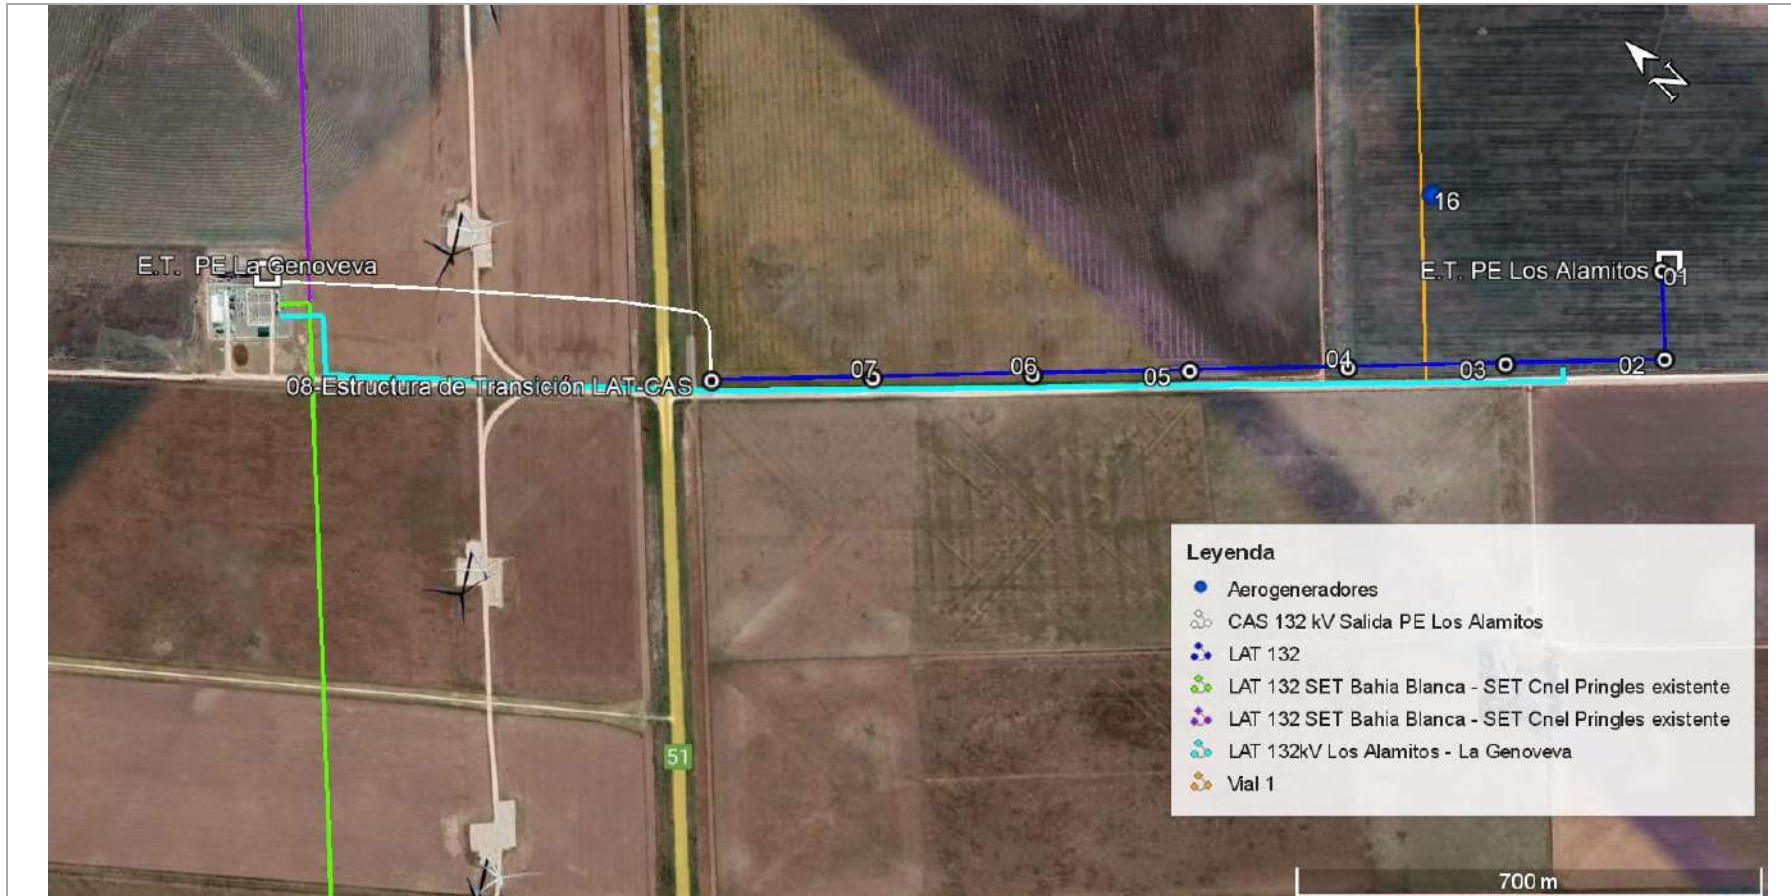 N
16
E.T. PE La Genoveva
E.T. PE Los Alamitos
01
07
06
05
04
03
02
08-Estructura de Transición LAT-CAS
Leyenda
Aerogeneradores
CAS 132 kV Salida PE Los Alamitos
LAT 132
LAT 132 SET Bahia Blanca - SET Cnel Pringles existente
LAT 132 SET Bahia Blanca - SET Cnel Pringles existente
LAT 132kV Los Alamitos - La Genoveva
Vial 1
51
700 m